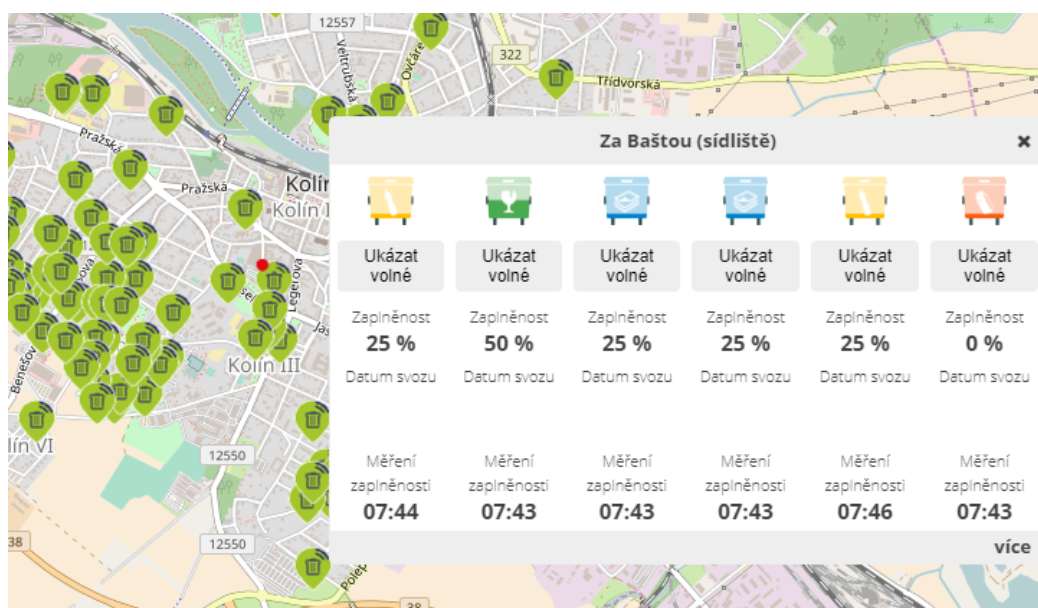 12557
Veltrubská
Ovčáre
322
Třídvorská
Pražská
Pražská
Kolín
Legerova
Benešov
Kolín III
lín VI
12550
12550
38
38
Polep
Za Baštou (sídliště) ×
Ukázat volné Ukázat volné Ukázat volné Ukázat volné Ukázat volné Ukázat volné
Zaplněnost Zaplněnost Zaplněnost Zaplněnost Zaplněnost Zaplněnost
25 % 50 % 25 % 25 % 25 % 0 %
Datum svozu Datum svozu Datum svozu Datum svozu Datum svozu Datum svozu
Měření Měření Měření Měření Měření Měření
zaplněnosti zaplněnosti zaplněnosti zaplněnosti zaplněnosti zaplněnosti
07:44 07:43 07:43 07:43 07:46 07:43
více